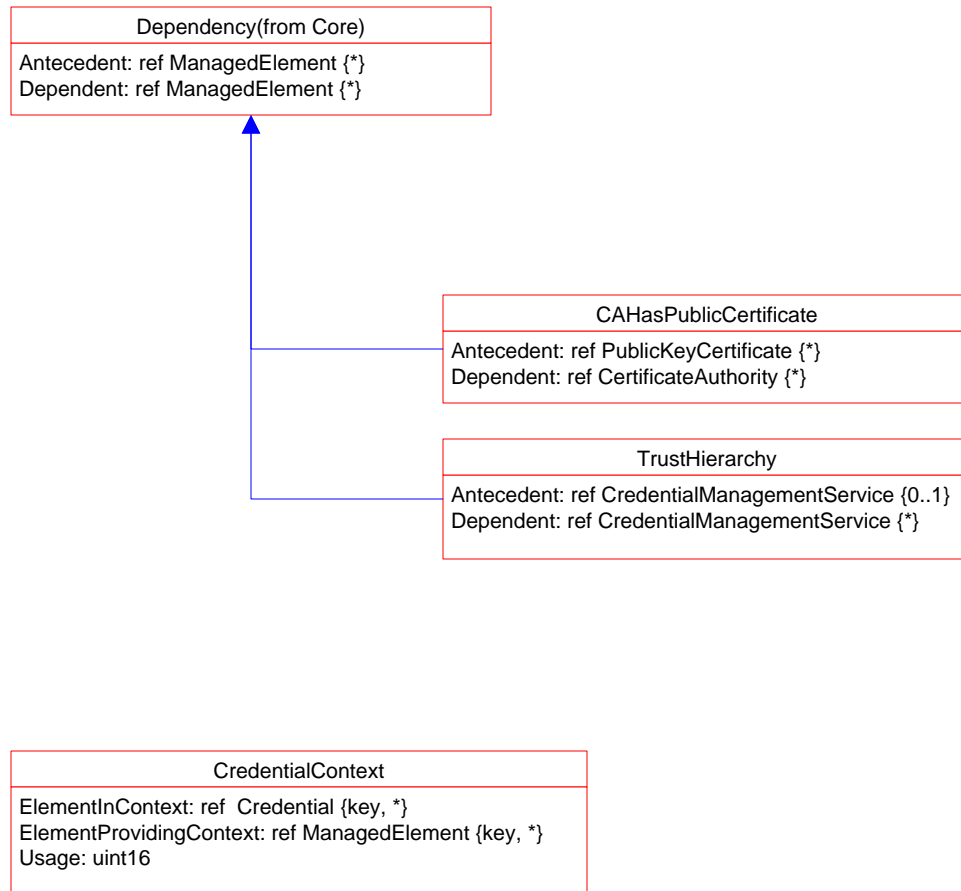 Dependency(from Core)
Antecedent: ref ManagedElement {*}
Dependent: ref ManagedElement {*}
CAHasPublicCertificate
Antecedent: ref PublicKeyCertificate {*}
Dependent: ref CertificateAuthority {*}
TrustHierarchy
Antecedent: ref CredentialManagementService {0..1}
Dependent: ref CredentialManagementService {*}
CredentialContext
ElementInContext: ref  Credential {key, *}
ElementProvidingContext: ref ManagedElement {key, *}
Usage: uint16